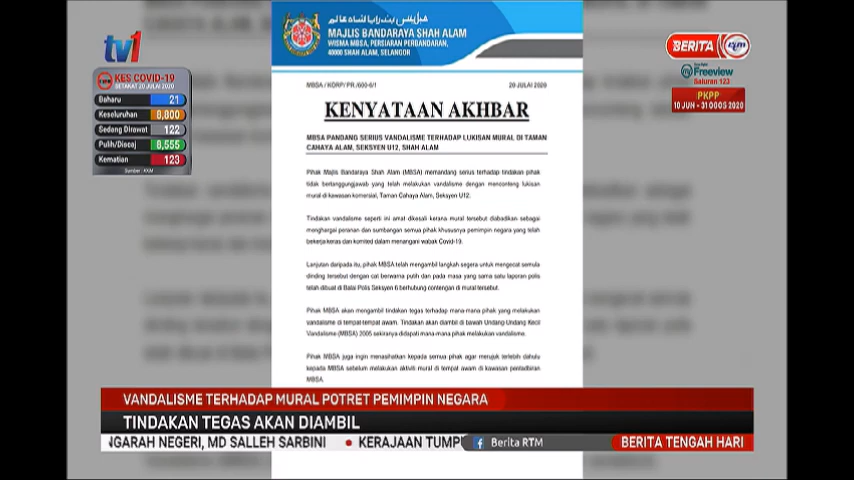 tv1
KES COVID-19
SETAKAT 20 JULAI 2020
Baharu 21
Keseluruhan 8,800
Sedang Dirawat 122
Pulih/Discaj 8,555
Kematian 123
Sumber : KKM
BERITA rtm
Freeview
Saluran 123
PKPP
10 JUN - 31 OGOS 2020
مجليس بندراي شاه عالم
MAJLIS BANDARAYA SHAH ALAM
WISMA MBSA, PERSIARAN PERBANDARAN,
40000 SHAH ALAM, SELANGOR
MBSA / KORP/ PR /600-6/1 20 JULAI 2020
KENYATAAN AKHBAR
MBSA PANDANG SERIUS VANDALISME TERHADAP LUKISAN MURAL DI TAMAN
CAHAYA ALAM, SEKSYEN U12, SHAH ALAM
Pihak Majlis Bandaraya Shah Alam (MBSA) memandang serius terhadap tindakan pihak
tidak bertanggungjawab yang telah melakukan vandalisme dengan menconteng lukisan
mural di kawasan komersial, Taman Cahaya Alam, Seksyen U12.
Tindakan vandalisme seperti ini amat dikesali kerana mural tersebut diabadikan sebagai
menghargai peranan dan sumbangan semua pihak khususnya pemimpin negara yang telah
bekerja keras dan komited dalam menangani wabak Covid-19.
Lanjutan daripada itu, pihak MBSA telah mengambil langkah segera untuk mengecat semula
dinding tersebut dengan cat berwarna putih dan pada masa yang sama satu laporan polis
telah dibuat di Balai Polis Seksyen 6 berhubung contengan di mural tersebut.
Pihak MBSA akan mengambil tindakan tegas terhadap mana-mana pihak yang melakukan
vandalisme di tempat-tempat awam. Tindakan akan diambil di bawah Undang-Undang Kecil
Vandalisme (MBSA) 2005 sekiranya didapati mana-mana pihak melakukan vandalisme.
Pihak MBSA juga ingin menasihatkan kepada semua pihak agar merujuk terlebih dahulu
kepada MBSA sebelum melakukan aktiviti mural di tempat awam di kawasan pentadbiran
MBSA.
VANDALISME TERHADAP MURAL POTRET PEMIMPIN NEGARA
TINDAKAN TEGAS AKAN DIAMBIL
NGARAH NEGERI, MD SALLEH SARBINI • KERAJAAN TUMPU
Berita RTM
BERITA TENGAH HARI